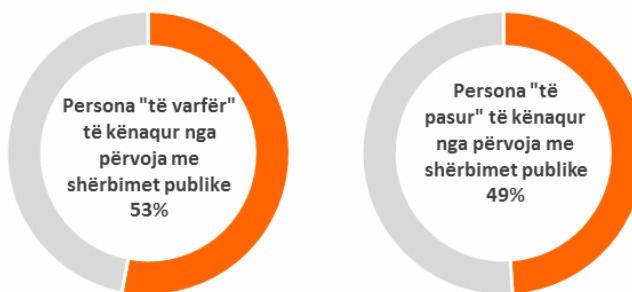 Persona "të varfër"
të kënaqur nga
përvoja me
shërbimet publike
53%
Persona "të
pasur" të kënaqur
nga përvoja me
shërbimet publike
49%